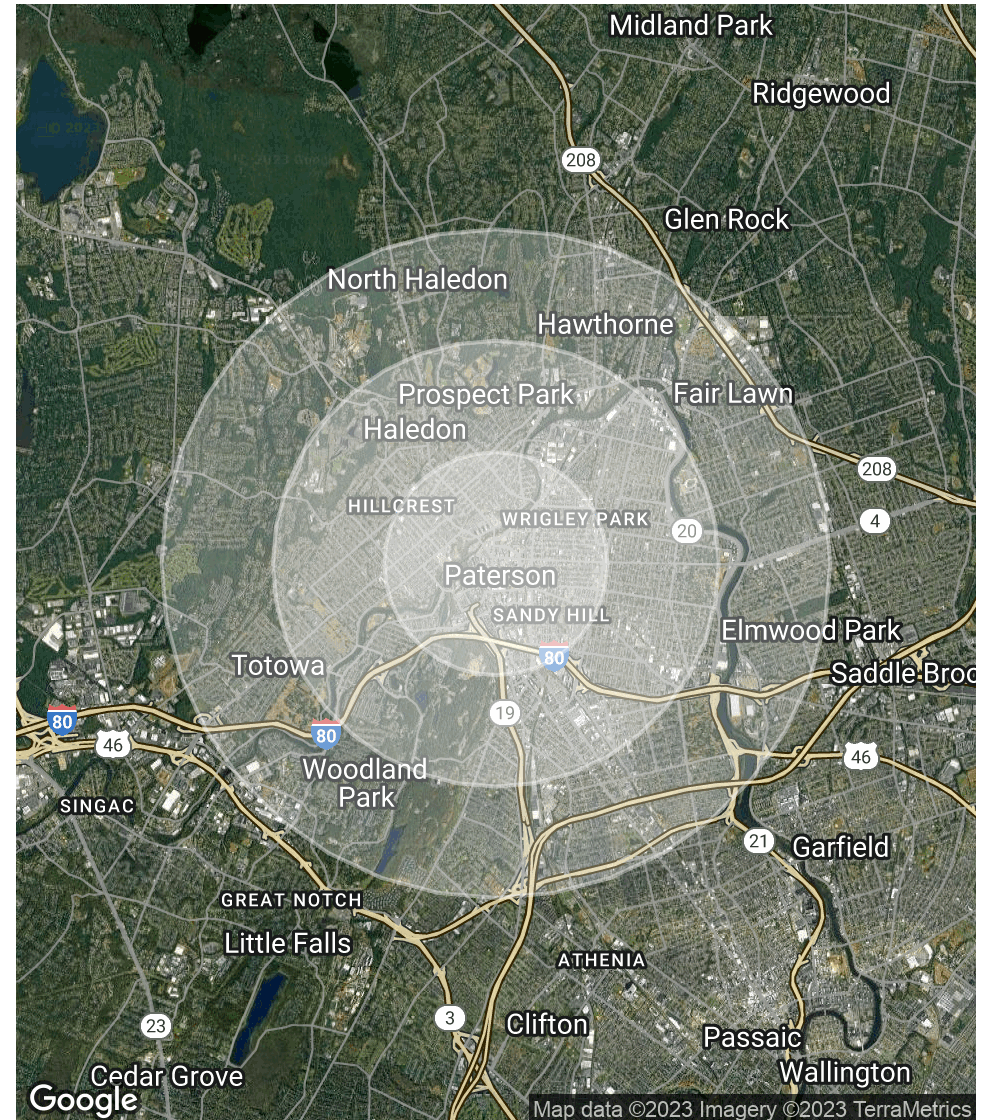 Midland Park
Ridgewood
208
Glen Rock
North Haledon
Hawthorne
Prospect Park
Fair Lawn
Haledon
208
HILLCREST
WRIGLEY PARK
20
4
Paterson
SANDY HILL
Elmwood Park
80
Totowa
Saddle Broo
19
80
80
46
46
Woodland
Park
SINGAC
21
Garfield
GREAT NOTCH
Little Falls
ATHENIA
3
23
Clifton
Passaic
Cedar Grove
Wallington
Google
Map data ©2023 Imagery ©2023 TerraMetrics